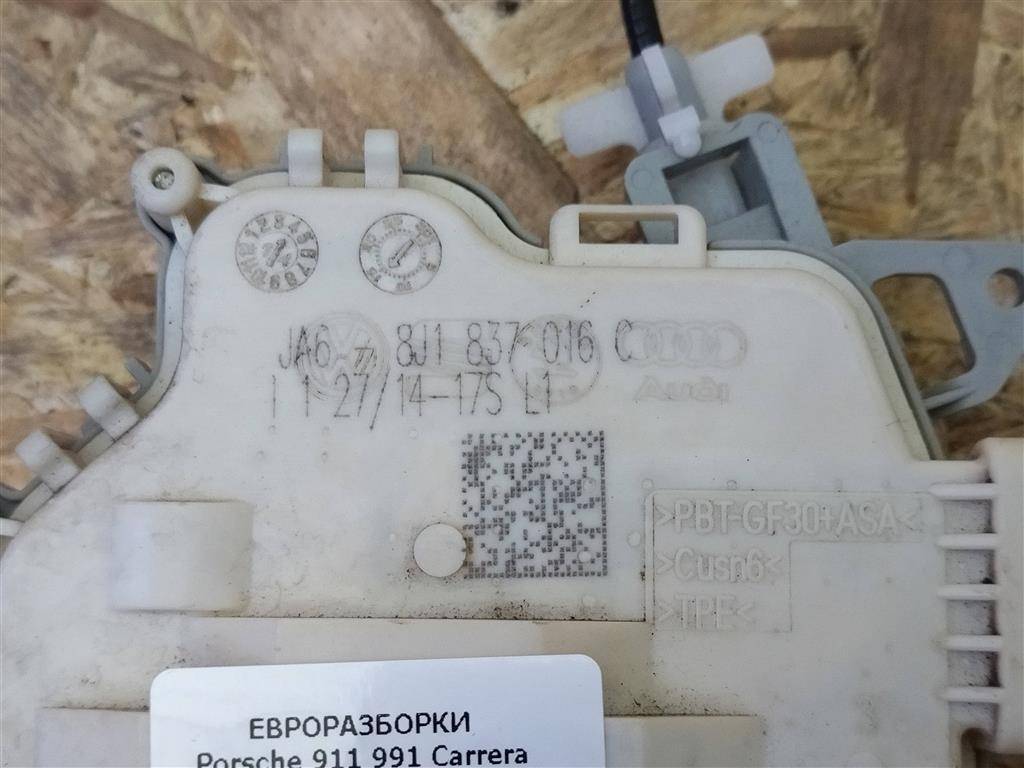 JA6 8J1 837 016 C
Audi
1 1 27/14-17S L1
>PBT-GF30+ASA<
>Cusn6<
>TPE<
ЕВРОРАЗБОРКИ
Porsche 911 991 Carrera